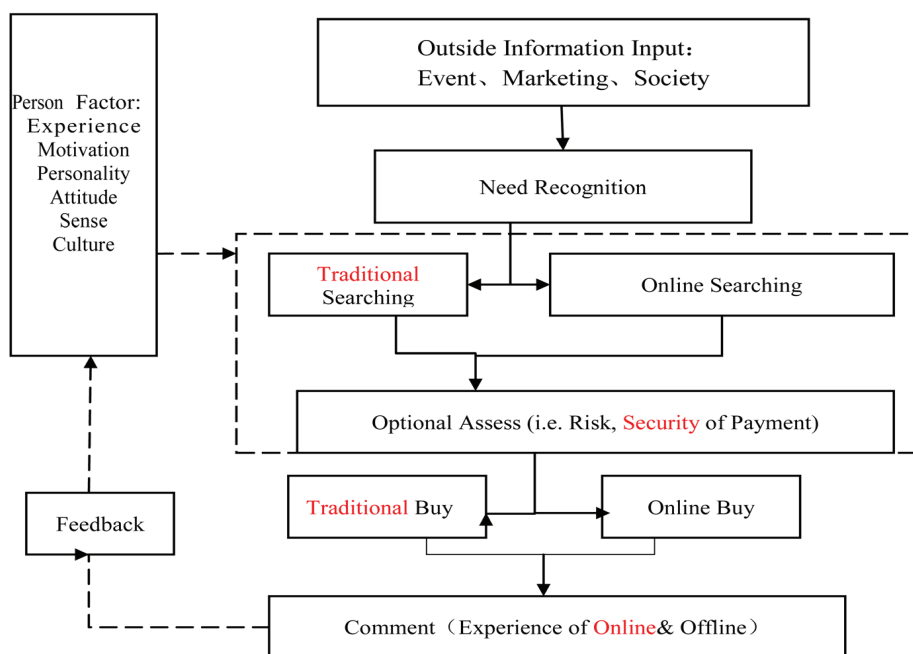 Outside Information Input：
Event、Marketing、Society
Person Factor:
Experience
Motivation
Personality
Attitude
Sense
Culture
Need Recognition
Traditional
Searching
Online Searching
Optional Assess (i.e. Risk, Security of Payment)
Traditional Buy
Online Buy
Feedback
Comment（Experience of Online& Offline）